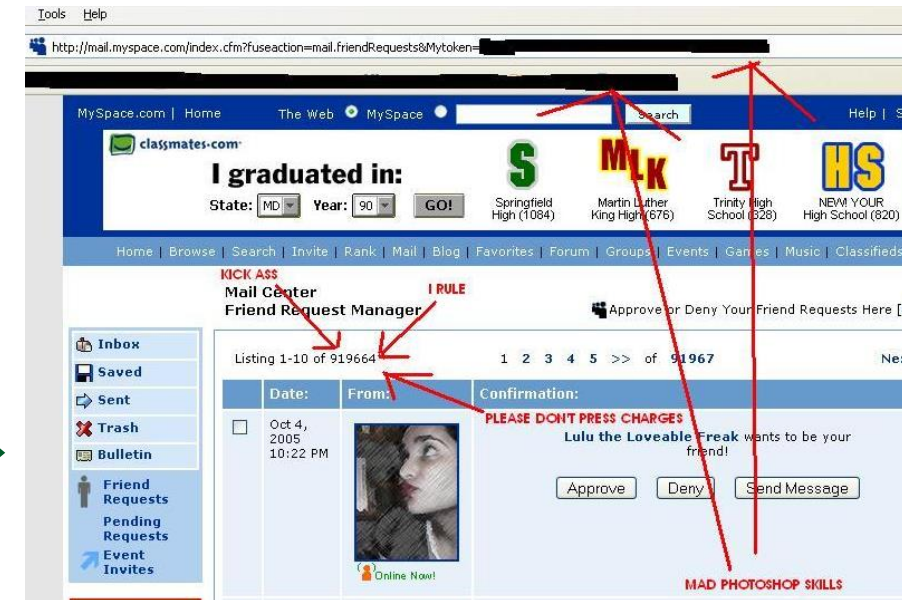 Tools Help
http://mail.myspace.com/index.cfm?fuseaction=mail.friendRequests&Mytoken=
MySpace.com | Home The Web MySpace Search Help |
classmates.com
I graduated in:
State: MD Year: 90 GO!
S
Springfield
High (1084)
MLK
Martin Luther
King High (676)
T
Trinity High
School (828)
HS
NEW! YOUR
High School (820)
Home | Browse | Search | Invite | Rank | Mail | Blog | Favorites | Forum | Groups | Events | Games | Music | Classifieds
KICK ASS
I RULE
Mail Center
Friend Request Manager
Approve or Deny Your Friend Requests Here [
Inbox
Saved
Sent
Trash
Bulletin
Friend
Requests
Pending
Requests
Event
Invites
Listing 1-10 of 919664
1 2 3 4 5 >> of 91967
Date: From: Confirmation:
PLEASE DON'T PRESS CHARGES
Oct 4,
2005
10:22 PM
Online Now!
Lulu the Loveable Freak wants to be your
friend!
Approve Deny Send Message
MAD PHOTOSHOP SKILLS